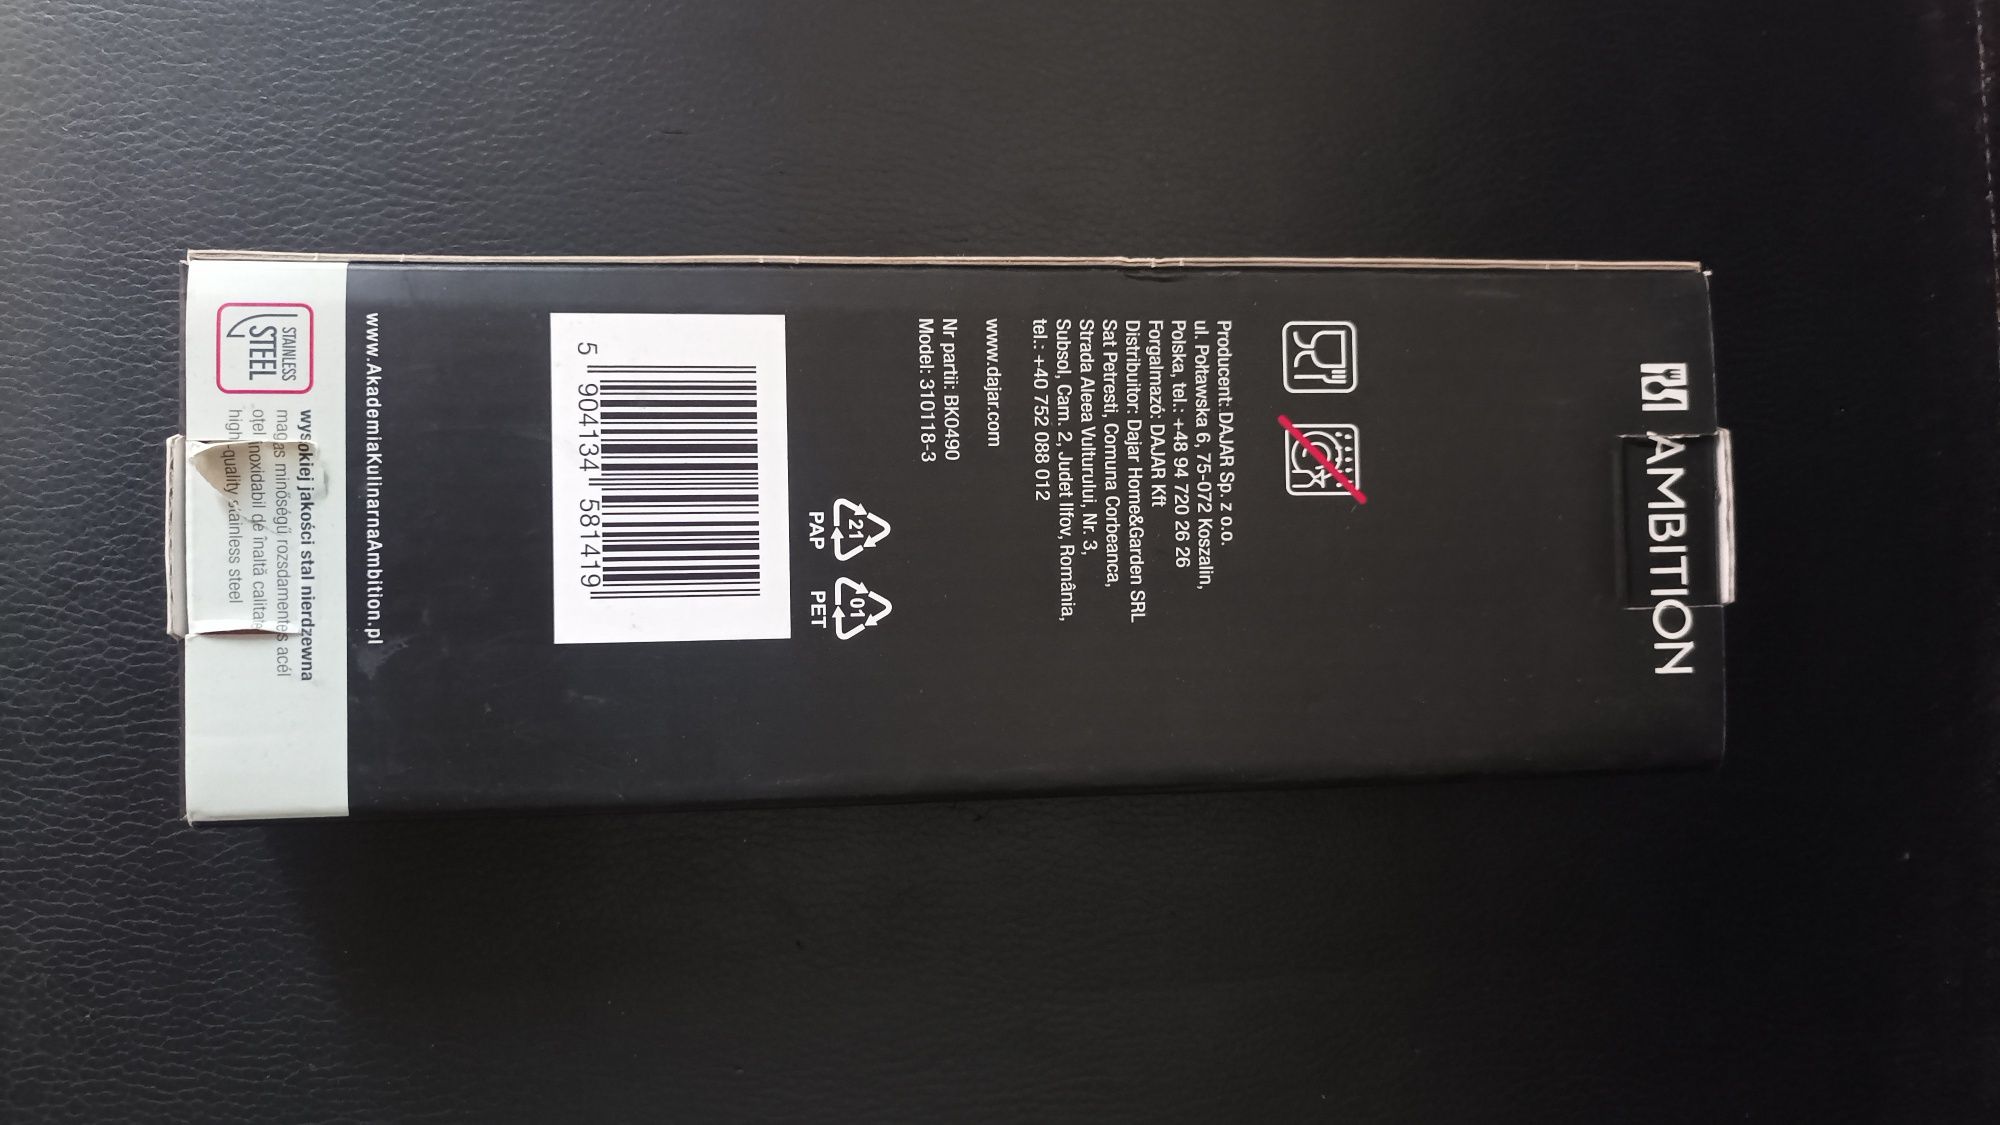 AMBITION
Producent: DAJAR Sp. z o.o.
ul. Połtawska 6, 75-072 Koszalin,
Polska, tel.: +48 94 720 26 26
Forgalmazó: DAJAR Kft
Distribuitor: Dajar Home&Garden SRL
Sat Petresti, Comuna Corbeanca,
Strada Aleea Vulturului, Nr. 3,
Subsol, Cam. 2, Judet Ilfov, România,
tel.: +40 752 088 012
www.dajar.com
Nr partii: BK0490
Model: 310118-3
21
PAP
01
PET
5 904134 581419
www.AkademiaKulinarnaAmbition.pl
STAINLESS
STEEL
wysokiej jakości stal nierdzewna
magas minőségű rozsdamentes acél
oțel inoxidabil de înaltă calitate
high-quality stainless steel